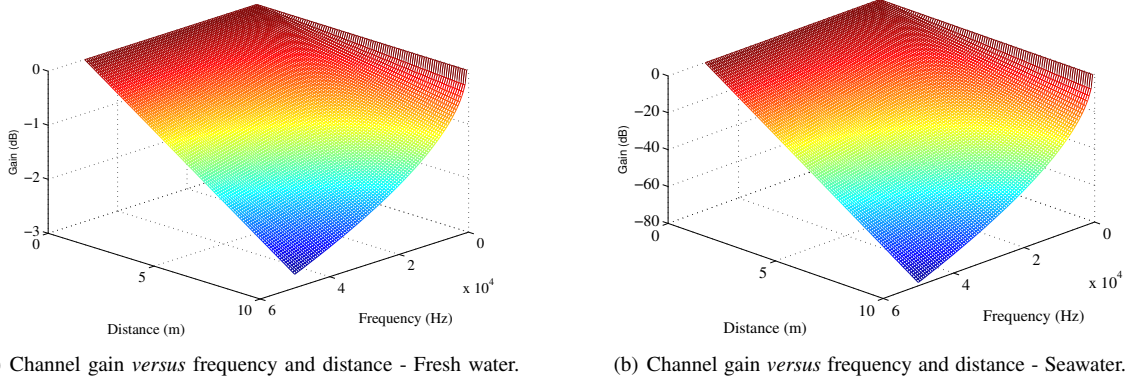 0
−1
−2
−3
Gain (dB)
0
5
10
Distance (m)
6
4
2
0
x 10^4
Frequency (Hz)
) Channel gain versus frequency and distance - Fresh water.
0
−20
−40
−60
−80
Gain (dB)
0
5
10
Distance (m)
6
4
2
0
x 10^4
Frequency (Hz)
(b) Channel gain versus frequency and distance - Seawater.